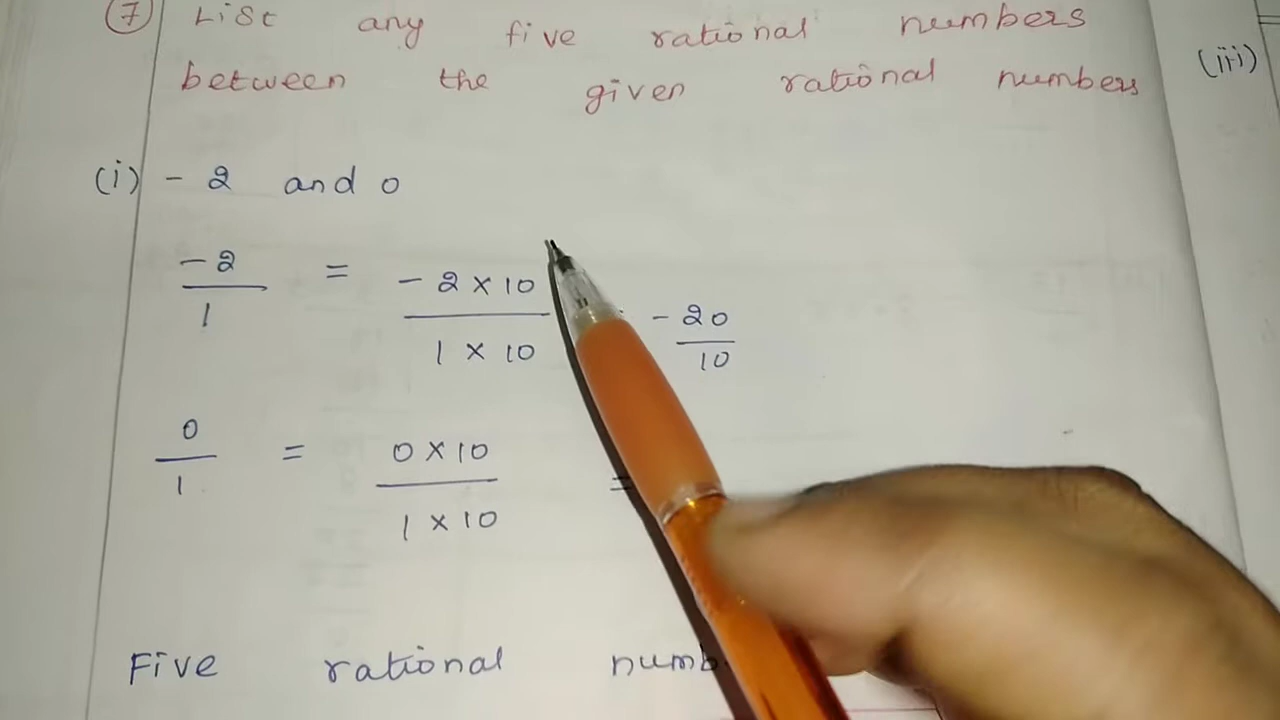 (7) List any five rational numbers
between the given rational numbers
(iii)
(i) - 2 and 0
-2/1 = -2 × 10/1 × 10 -20/10
0/1 = 0 × 10/1 × 10 =
Five rational numb